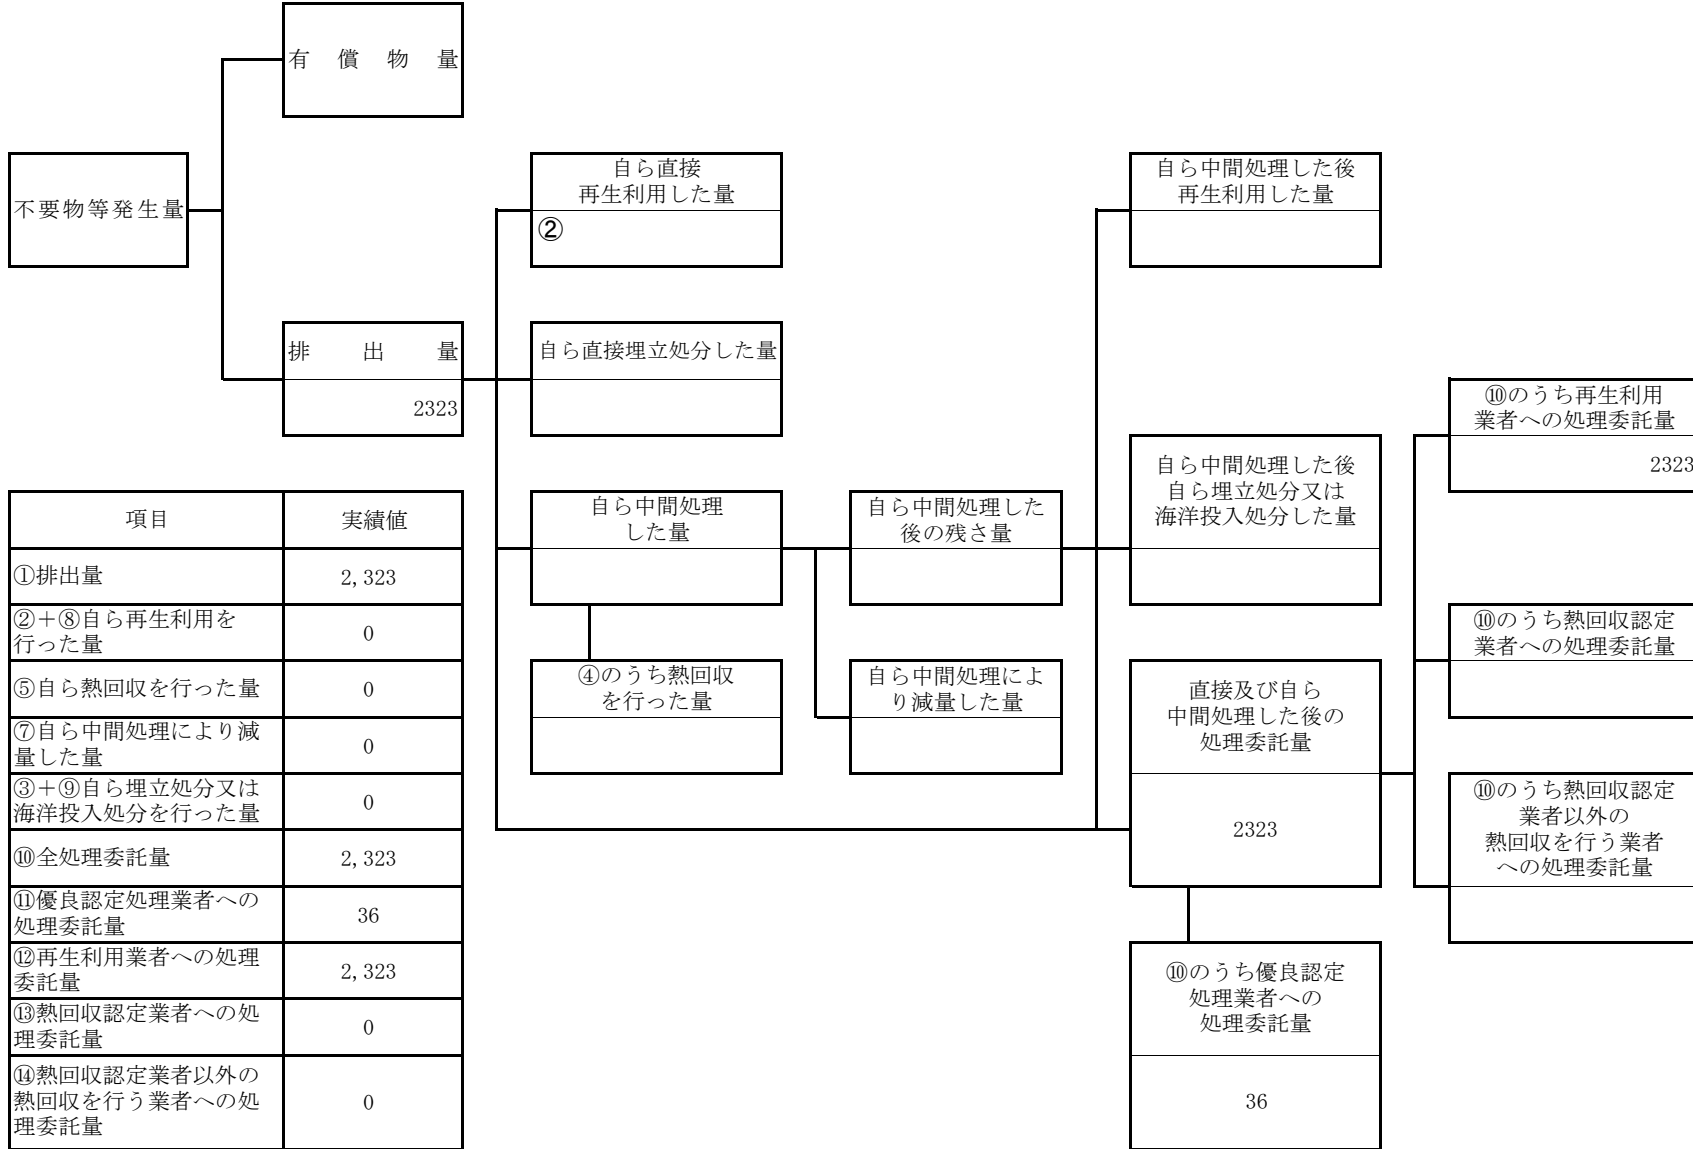 有償物量
不要物等発生量
自ら直接
再生利用した量
②
自ら中間処理した後
再生利用した量
排出量
2323
自ら直接埋立処分した量
⑩のうち再生利用
業者への処理委託量
2323
自ら中間処理した後
自ら埋立処分又は
海洋投入処分した量
自ら中間処理
した量
自ら中間処理した
後の残さ量
⑩のうち熱回収認定
業者への処理委託量
④のうち熱回収
を行った量
自ら中間処理によ
り減量した量
直接及び自ら
中間処理した後の
処理委託量
2323
⑩のうち熱回収認定
業者以外の
熱回収を行う業者
への処理委託量
⑩のうち優良認定
処理業者への
処理委託量
36
項目 実績値
①排出量 2,323
②+⑧自ら再生利用を
行った量 0
⑤自ら熱回収を行った量 0
⑦自ら中間処理により減
量した量 0
③+⑨自ら埋立処分又は
海洋投入処分を行った量 0
⑩全処理委託量 2,323
⑪優良認定処理業者への
処理委託量 36
⑫再生利用業者への処理
委託量 2,323
⑬熱回収認定業者への処
理委託量 0
⑭熱回収認定業者以外の
熱回収を行う業者への処
理委託量 0